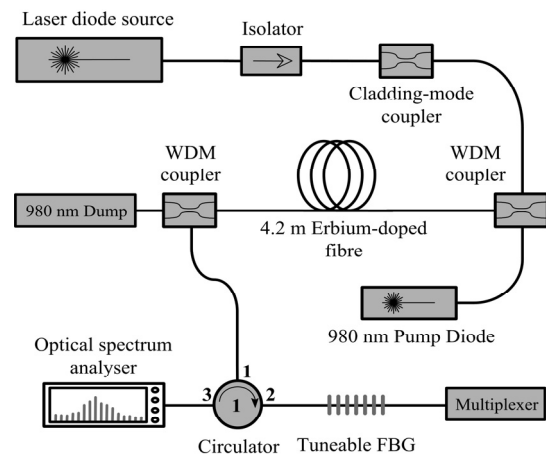 Laser diode source
Isolator
Cladding-mode
coupler
WDM
coupler
WDM
coupler
980 nm Dump
4.2 m Erbium-doped
fibre
980 nm Pump Diode
Optical spectrum
analyser
1
3
1
2
Multiplexer
Circulator
Tuneable FBG